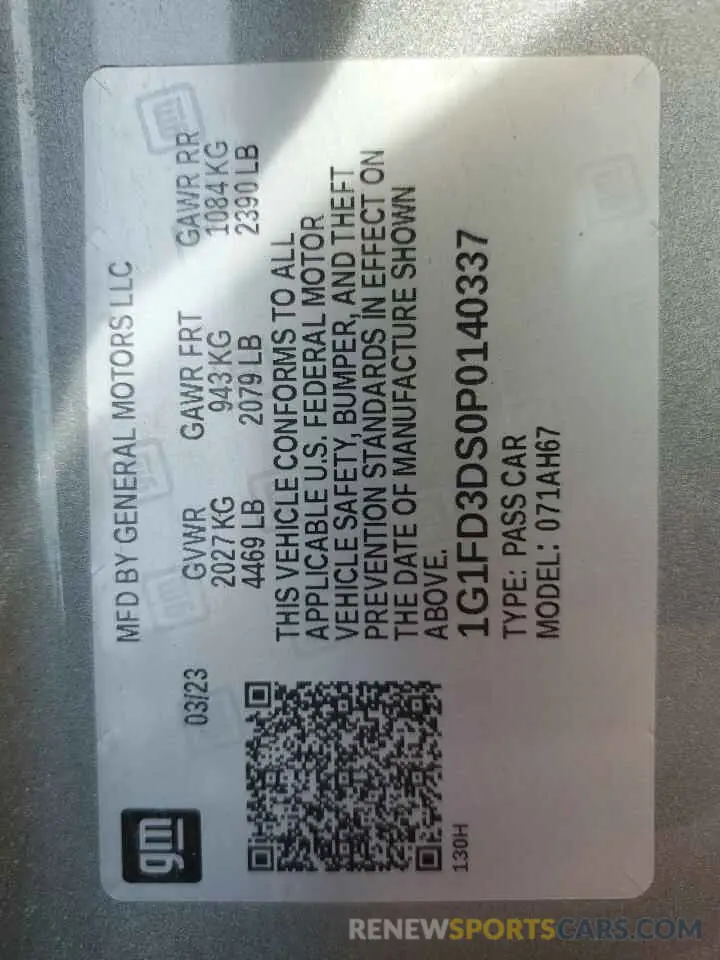 MFD BY GENERAL MOTORS LLC
03/23
GVWR GAWR FRT GAWR RR
2027 KG 943 KG 1084 KG
4469 LB 2079 LB 2390 LB
THIS VEHICLE CONFORMS TO ALL
APPLICABLE U.S. FEDERAL MOTOR
VEHICLE SAFETY, BUMPER, AND THEFT
PREVENTION STANDARDS IN EFFECT ON
THE DATE OF MANUFACTURE SHOWN
ABOVE.
1G1FD3DS0P0140337
TYPE: PASS CAR
MODEL: 071AH67
gm
130H
RENEWSPORTSCARS.COM